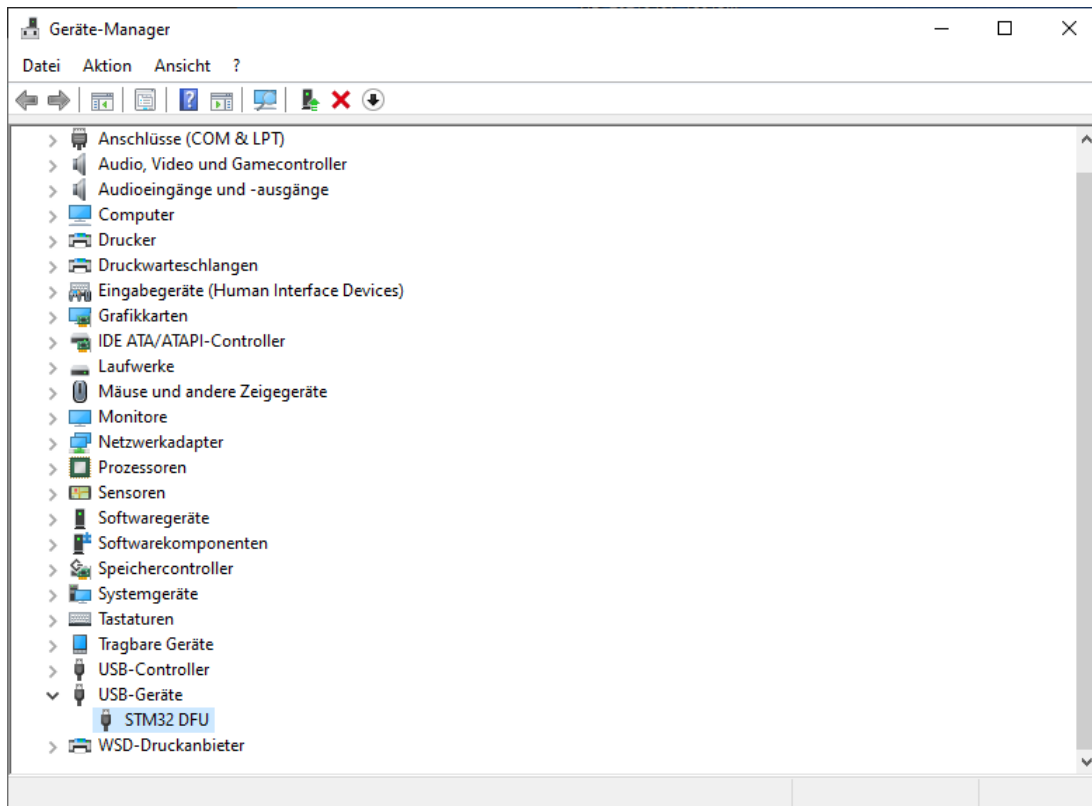 Geräte-Manager
Datei Aktion Ansicht ?
Anschlüsse (COM & LPT)
Audio, Video und Gamecontroller
Audioeingänge und -ausgänge
Computer
Drucker
Druckwarteschlangen
Eingabegeräte (Human Interface Devices)
Grafikkarten
IDE ATA/ATAPI-Controller
Laufwerke
Mäuse und andere Zeigegeräte
Monitore
Netzwerkadapter
Prozessoren
Sensoren
Softwaregeräte
Softwarekomponenten
Speichercontroller
Systemgeräte
Tastaturen
Tragbare Geräte
USB-Controller
USB-Geräte
STM32 DFU
WSD-Druckanbieter